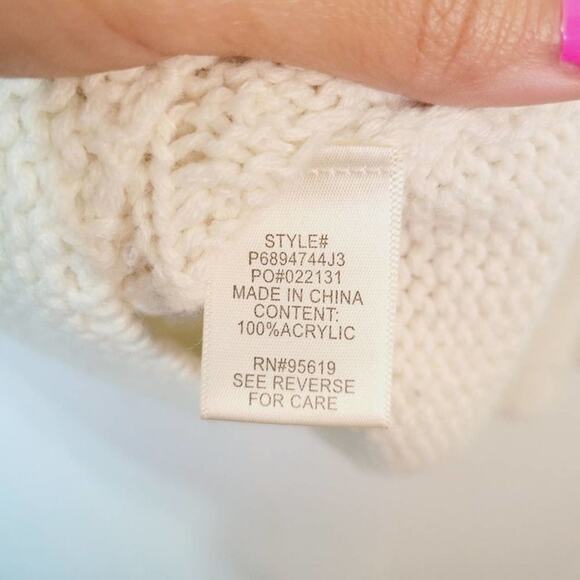 STYLE#
P6894744J3
PO#022131
MADE IN CHINA
CONTENT:
100%ACRYLIC
RN#95619
SEE REVERSE
FOR CARE